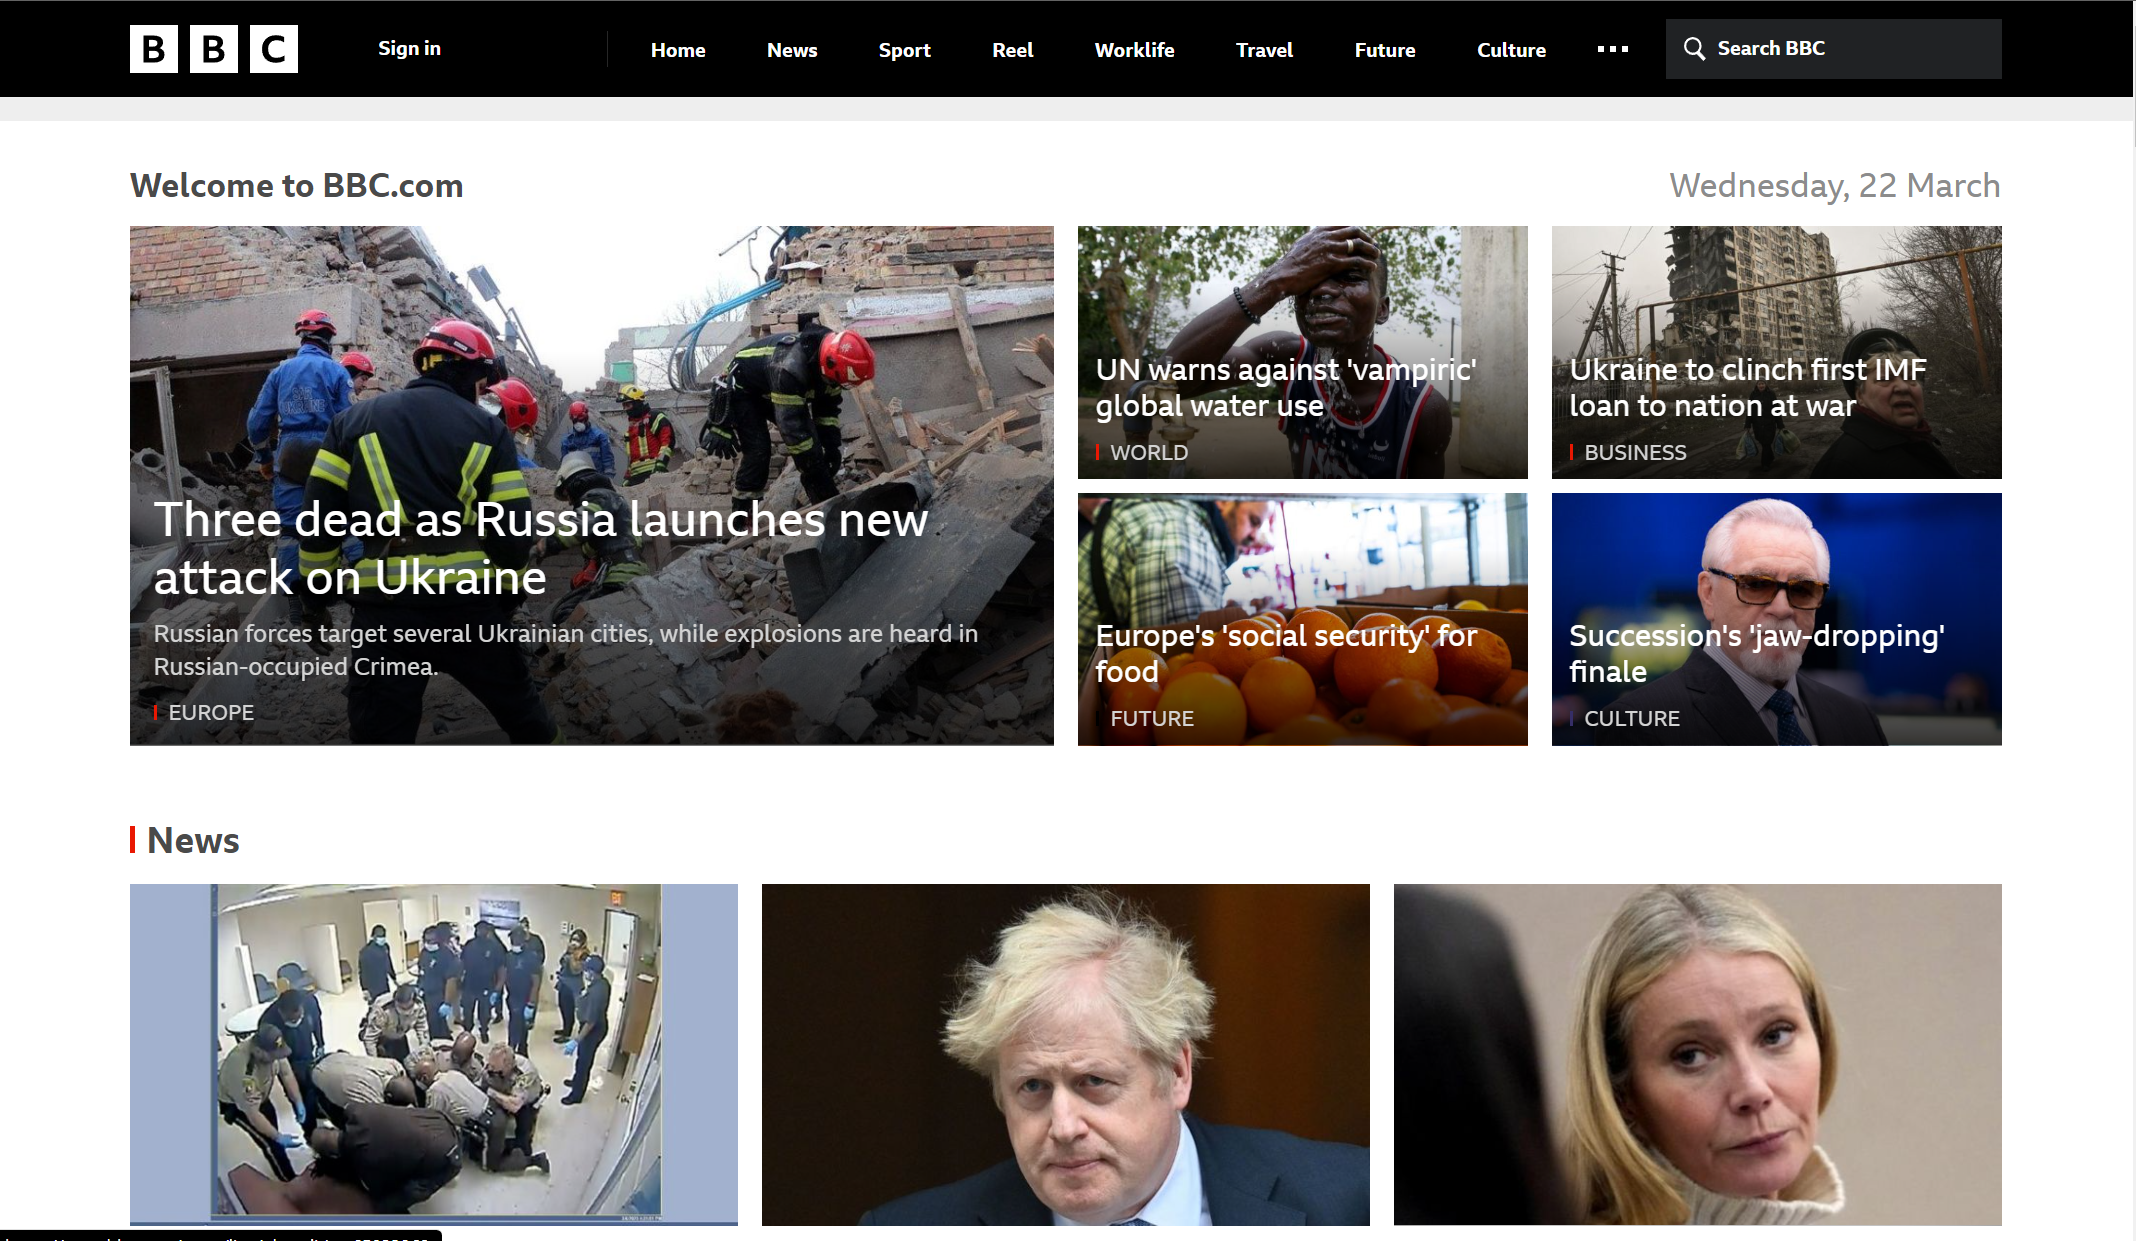 BBC
Sign in
Home
News
Sport
Reel
Worklife
Travel
Future
Culture
Search BBC
Welcome to BBC.com
Wednesday, 22 March
Three dead as Russia launches new
attack on Ukraine
Russian forces target several Ukrainian cities, while explosions are heard in
Russian-occupied Crimea.
EUROPE
UN warns against 'vampiric'
global water use
WORLD
Ukraine to clinch first IMF
loan to nation at war
BUSINESS
Europe's 'social security' for
food
FUTURE
Succession's 'jaw-dropping'
finale
CULTURE
News